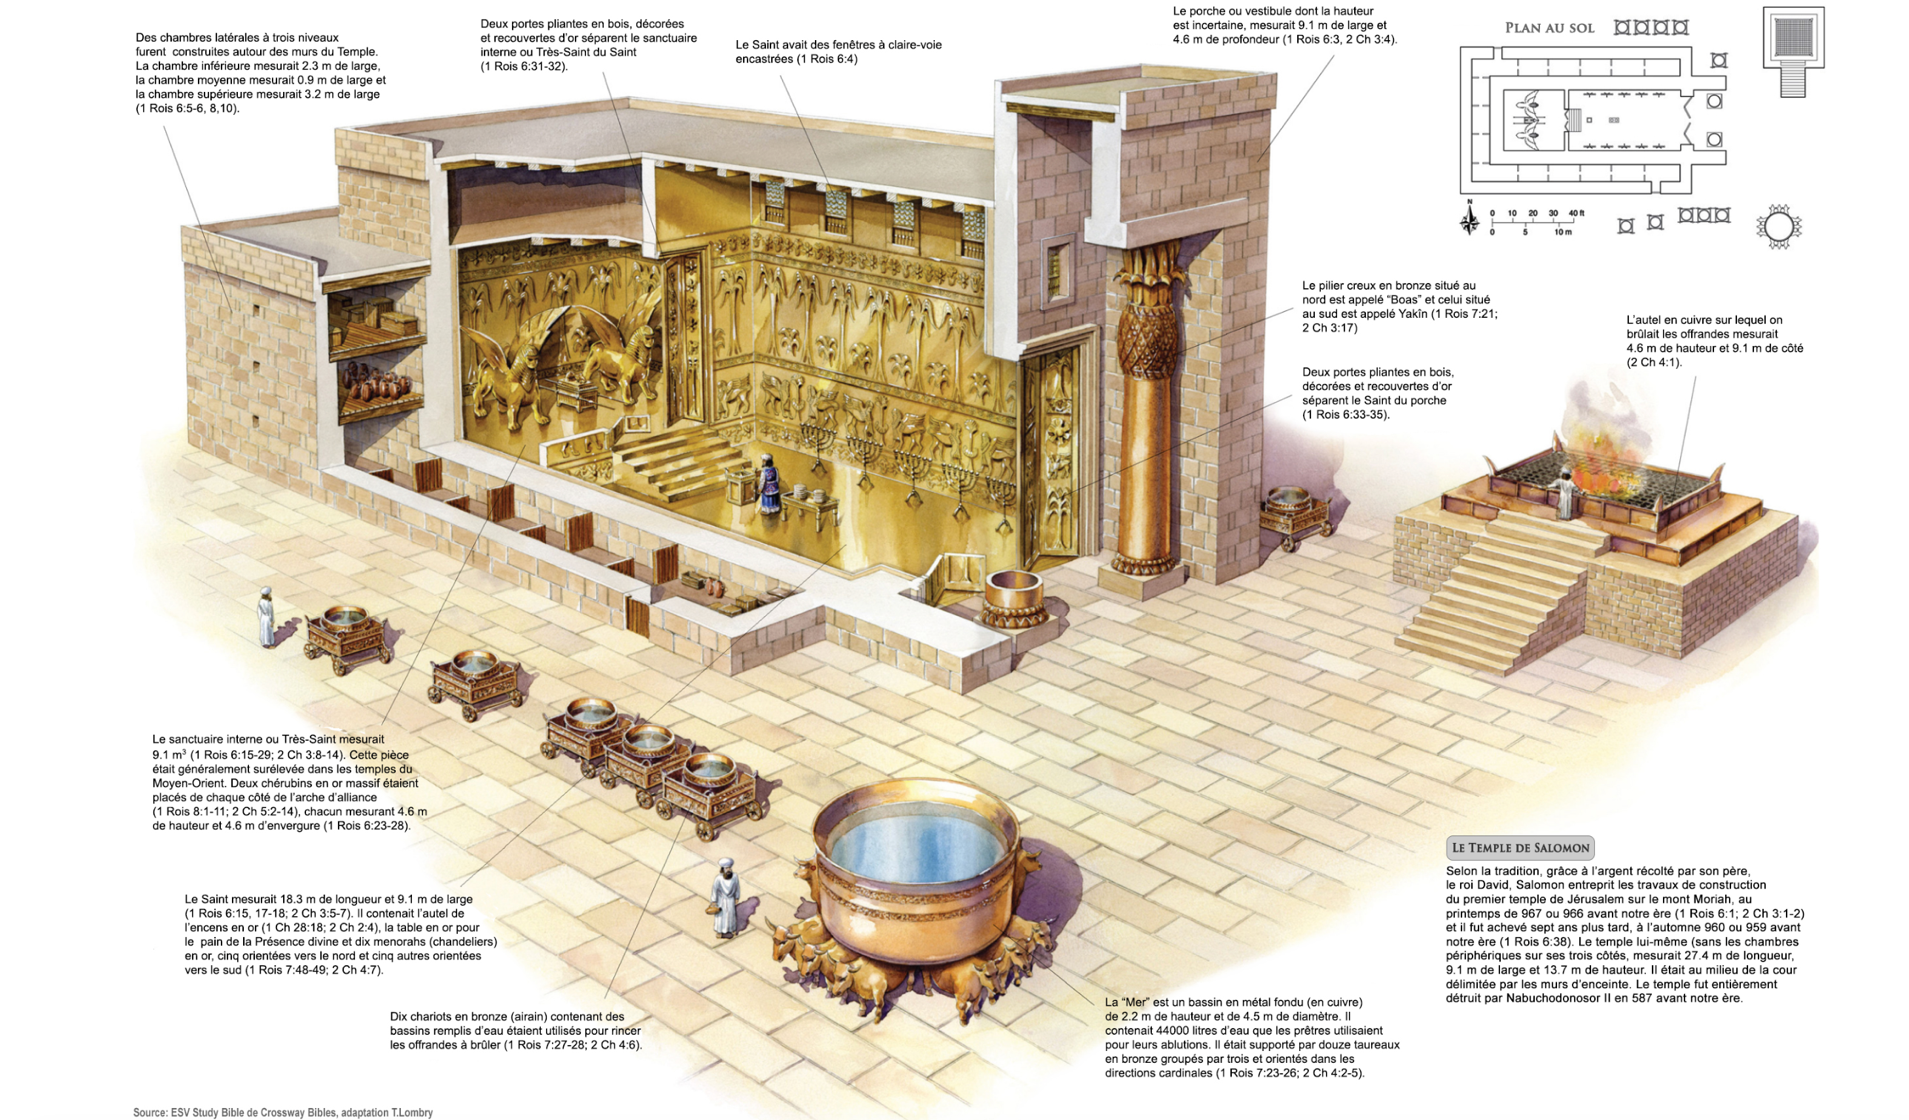 Des chambres latérales à trois niveaux
furent construites autour des murs du Temple.
La chambre inférieure mesurait 2.3 m de large,
la chambre moyenne mesurait 0.9 m de large et
la chambre supérieure mesurait 3.2 m de large
(1 Rois 6:5-6, 8,10).
Deux portes pliantes en bois, décorées
et recouvertes d'or séparent le sanctuaire
interne ou Très-Saint du Saint
(1 Rois 6:31-32).
Le Saint avait des fenêtres à claire-voie
encastrées (1 Rois 6:4)
Le porche ou vestibule dont la hauteur
est incertaine, mesurait 9.1 m de large et
4.6 m de profondeur (1 Rois 6:3, 2 Ch 3:4).
PLAN AU SOL
N
0 10 20 30 40 ft
0 5 10 m
Le pilier creux en bronze situé au
nord est appelé “Boas” et celui situé
au sud est appelé Yakîn (1 Rois 7:21;
2 Ch 3:17)
Deux portes pliantes en bois,
décorées et recouvertes d'or
séparent le Saint du porche
(1 Rois 6:33-35).
L'autel en cuivre sur lequel on
brûlait les offrandes mesurait
4.6 m de hauteur et 9.1 m de côté
(2 Ch 4:1).
Le sanctuaire interne ou Très-Saint mesurait
9.1 m³ (1 Rois 6:15-29; 2 Ch 3:8-14). Cette pièce
était généralement surélevée dans les temples du
Moyen-Orient. Deux chérubins en or massif étaient
placés de chaque côté de l'arche d'alliance
(1 Rois 8:1-11; 2 Ch 5:2-14), chacun mesurant 4.6 m
de hauteur et 4.6 m d'envergure (1 Rois 6:23-28).
Le Saint mesurait 18.3 m de longueur et 9.1 m de large
(1 Rois 6:15, 17-18; 2 Ch 3:5-7). Il contenait l'autel de
l'encens en or (1 Ch 28:18; 2 Ch 2:4), la table en or pour
le pain de la Présence divine et dix menorahs (chandeliers)
en or, cinq orientées vers le nord et cinq autres orientées
vers le sud (1 Rois 7:48-49; 2 Ch 4:7).
Dix chariots en bronze (airain) contenant des
bassins remplis d'eau étaient utilisés pour rincer
les offrandes à brûler (1 Rois 7:27-28; 2 Ch 4:6).
La “Mer” est un bassin en métal fondu (en cuivre)
de 2.2 m de hauteur et de 4.5 m de diamètre. Il
contenait 44000 litres d'eau que les prêtres utilisaient
pour leurs ablutions. Il était supporté par douze taureaux
en bronze groupés par trois et orientés dans les
directions cardinales (1 Rois 7:23-26; 2 Ch 4:2-5).
LE TEMPLE DE SALOMON
Selon la tradition, grâce à l'argent récolté par son père,
le roi David, Salomon entreprit les travaux de construction
du premier temple de Jérusalem sur le mont Moriah, au
printemps de 967 ou 966 avant notre ère (1 Rois 6:1; 2 Ch 3:1-2)
et il fut achevé sept ans plus tard, à l'automne 960 ou 959 avant
notre ère (1 Rois 6:38). Le temple lui-même (sans les chambres
périphériques sur ses trois côtés, mesurait 27.4 m de longueur,
9.1 m de large et 13.7 m de hauteur. Il était au milieu de la cour
délimitée par les murs d'enceinte. Le temple fut entièrement
détruit par Nabuchodonosor II en 587 avant notre ère.
Source: ESV Study Bible de Crossway Bibles, adaptation T.Lombry